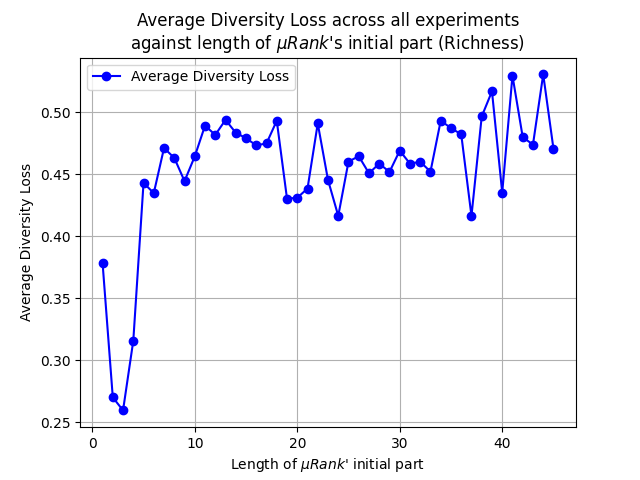 Average Diversity Loss across all experiments
against length of μRank's initial part (Richness)
Average Diversity Loss
0.50
0.45
0.40
0.35
0.30
0.25
Average Diversity Loss
0 10 20 30 40
Length of μRank' initial part